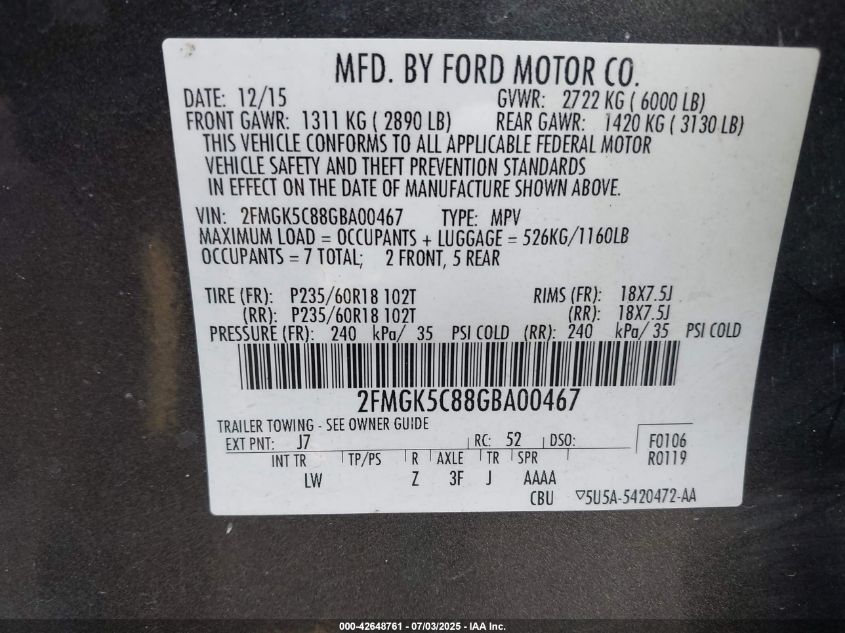 MFD. BY FORD MOTOR CO.
DATE: 12/15 GVWR: 2722 KG ( 6000 LB)
FRONT GAWR: 1311 KG ( 2890 LB) REAR GAWR: 1420 KG ( 3130 LB)
THIS VEHICLE CONFORMS TO ALL APPLICABLE FEDERAL MOTOR
VEHICLE SAFETY AND THEFT PREVENTION STANDARDS
IN EFFECT ON THE DATE OF MANUFACTURE SHOWN ABOVE.
VIN: 2FMGK5C88GBA00467 TYPE: MPV
MAXIMUM LOAD = OCCUPANTS + LUGGAGE = 526KG/1160LB
OCCUPANTS = 7 TOTAL; 2 FRONT, 5 REAR
TIRE (FR): P235/60R18 102T RIMS (FR): 18X7.5J
(RR): P235/60R18 102T (RR): 18X7.5J
PRESSURE (FR): 240 kPa/ 35 PSI COLD (RR): 240 kPa/ 35 PSI COLD
2FMGK5C88GBA00467
TRAILER TOWING - SEE OWNER GUIDE
EXT PNT: J7 RC: 52 DSO: F0106
INT TR TP/PS R AXLE TR SPR R0119
LW Z 3F J AAAA
CBU ▽5U5A-5420472-AA
000-42648761 - 07/03/2025 - IAA Inc.